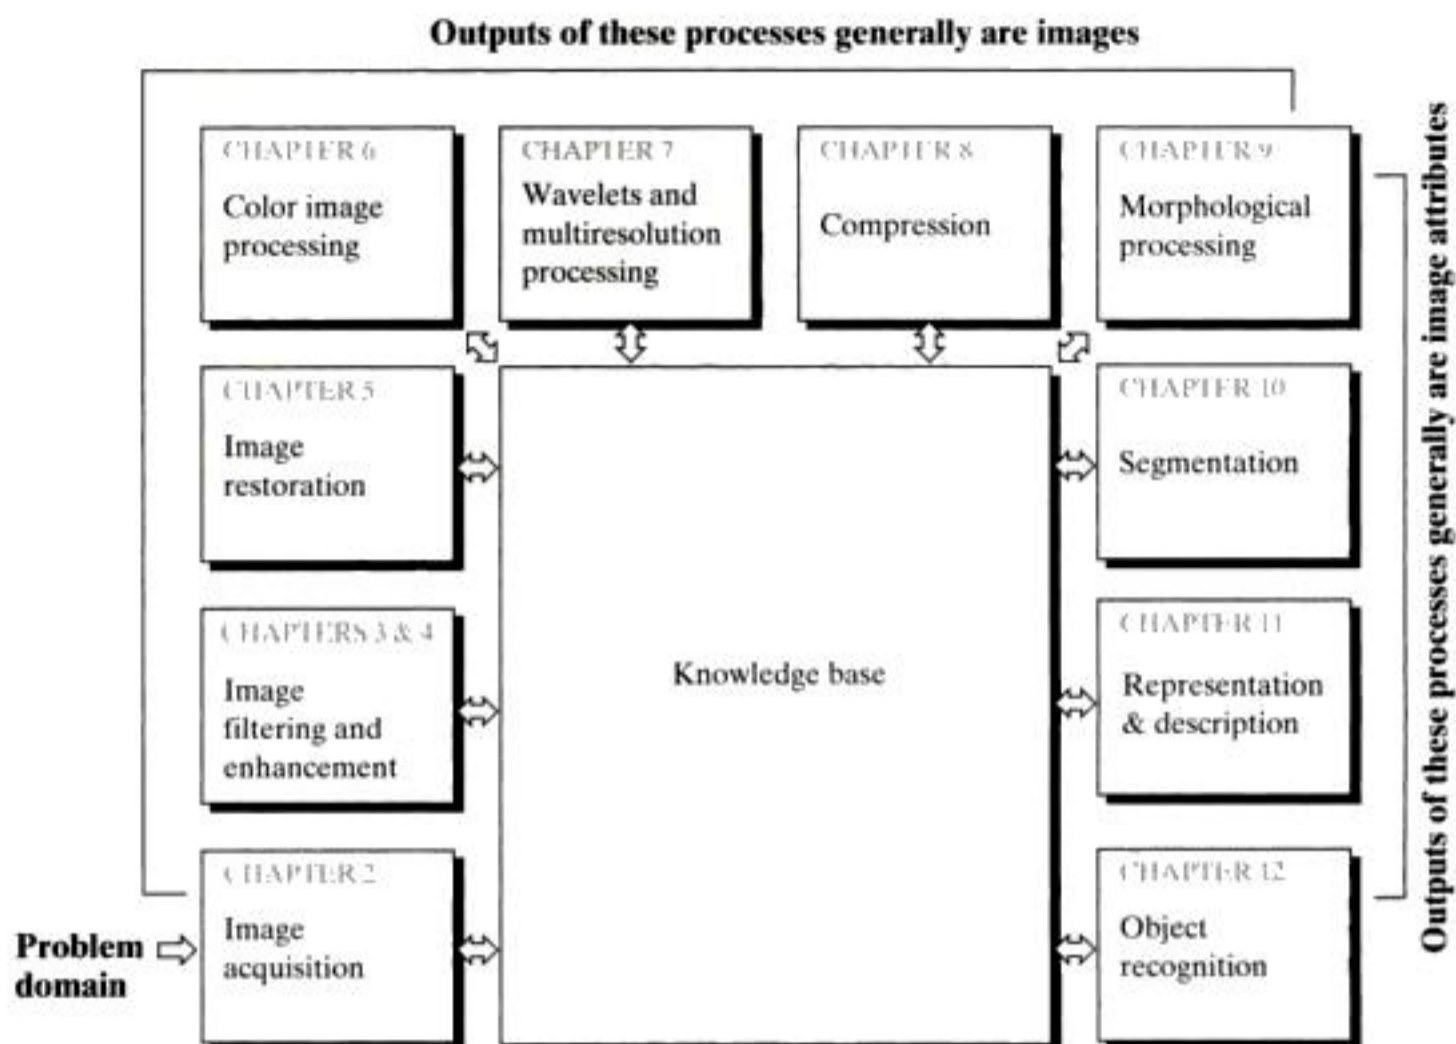 Outputs of these processes generally are images
CHAPTER 6
Color image
processing
CHAPTER 7
Wavelets and
multiresolution
processing
CHAPTER 8
Compression
CHAPTER 9
Morphological
processing
CHAPTER 5
Image
restoration
CHAPTER 10
Segmentation
CHAPTERS 3 & 4
Image
filtering and
enhancement
Knowledge base
CHAPTER 11
Representation
& description
CHAPTER 2
Image
acquisition
CHAPTER 12
Object
recognition
Problem
domain
Outputs of these processes generally are image attributes